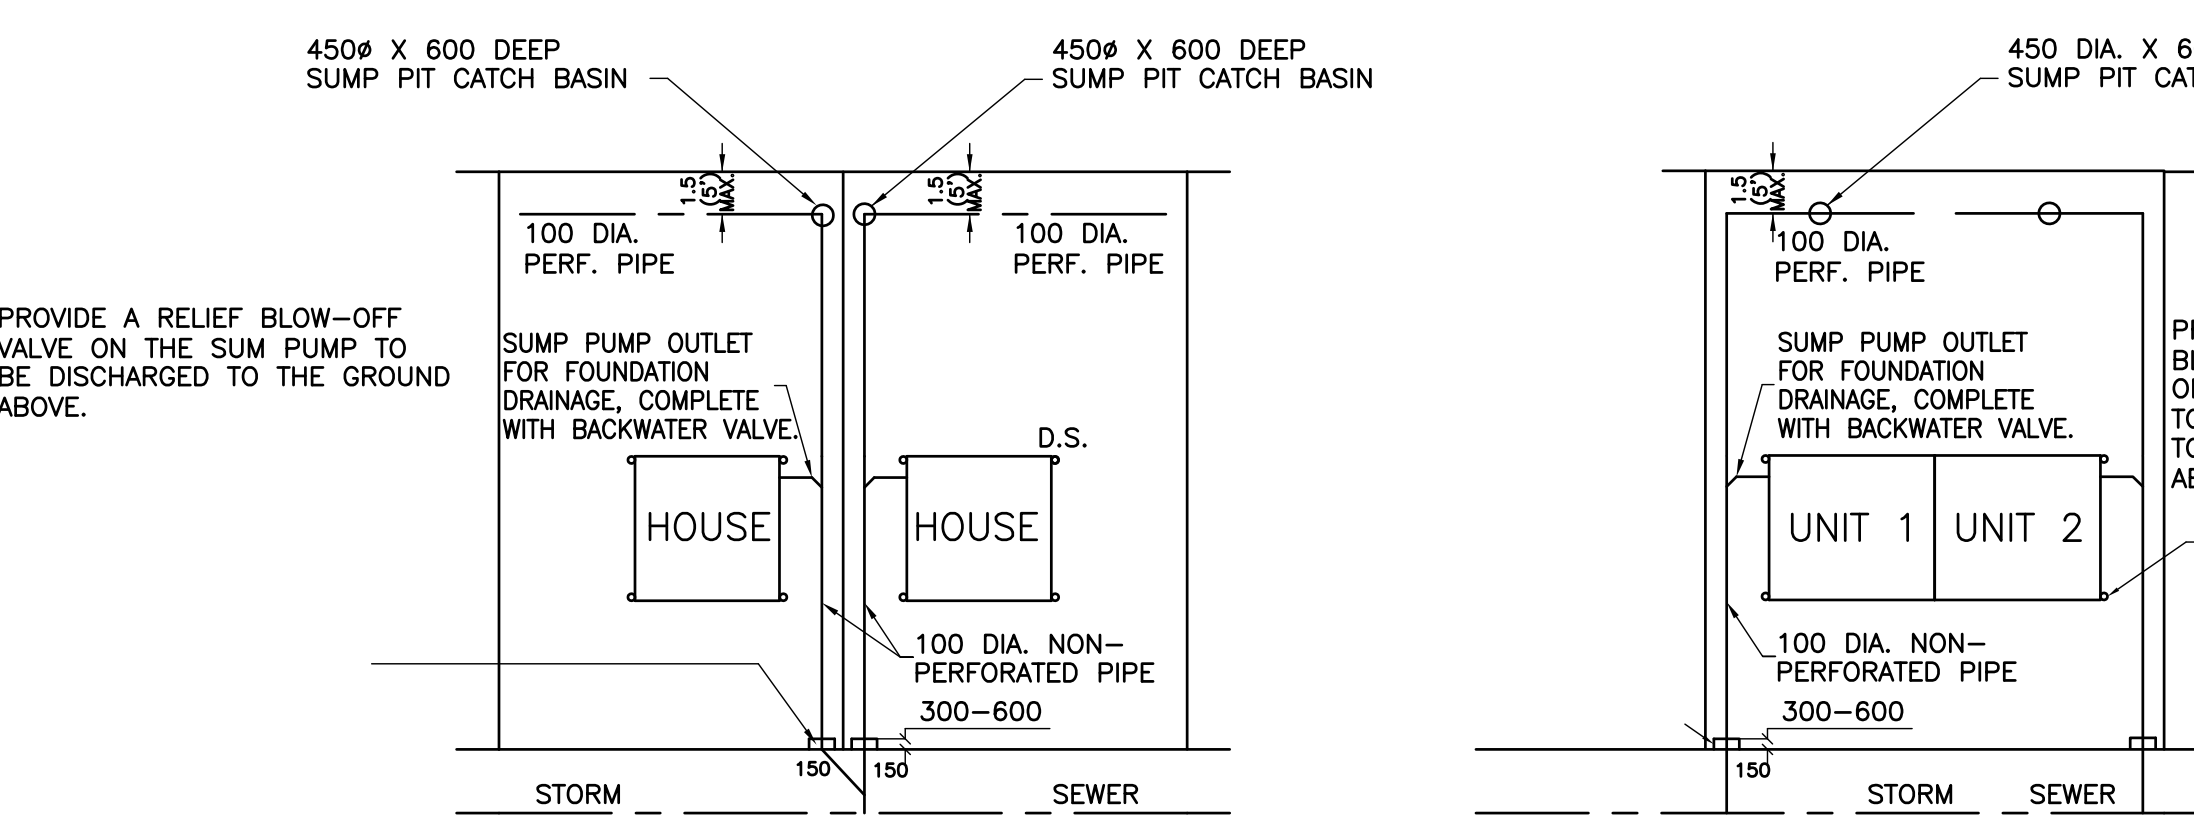 450ø X 600 DEEP
SUMP PIT CATCH BASIN
450ø X 600 DEEP
SUMP PIT CATCH BASIN
1.5
(5')
MAX.
1.5
(5')
MAX.
100 DIA.
PERF. PIPE
100 DIA.
PERF. PIPE
PROVIDE A RELIEF BLOW-OFF
VALVE ON THE SUM PUMP TO
BE DISCHARGED TO THE GROUND
ABOVE.
SUMP PUMP OUTLET
FOR FOUNDATION
DRAINAGE, COMPLETE
WITH BACKWATER VALVE.
D.S.
HOUSE
HOUSE
100 DIA. NON-
PERFORATED PIPE
300-600
150
150
STORM
SEWER
450 DIA. X
SUMP PIT
1.5
(5')
MAX.
100 DIA.
PERF. PIPE
SUMP PUMP OUTLET
FOR FOUNDATION
DRAINAGE, COMPLETE
WITH BACKWATER VALVE.
UNIT 1
UNIT 2
100 DIA. NON-
PERFORATED PIPE
300-600
150
STORM
SEWER